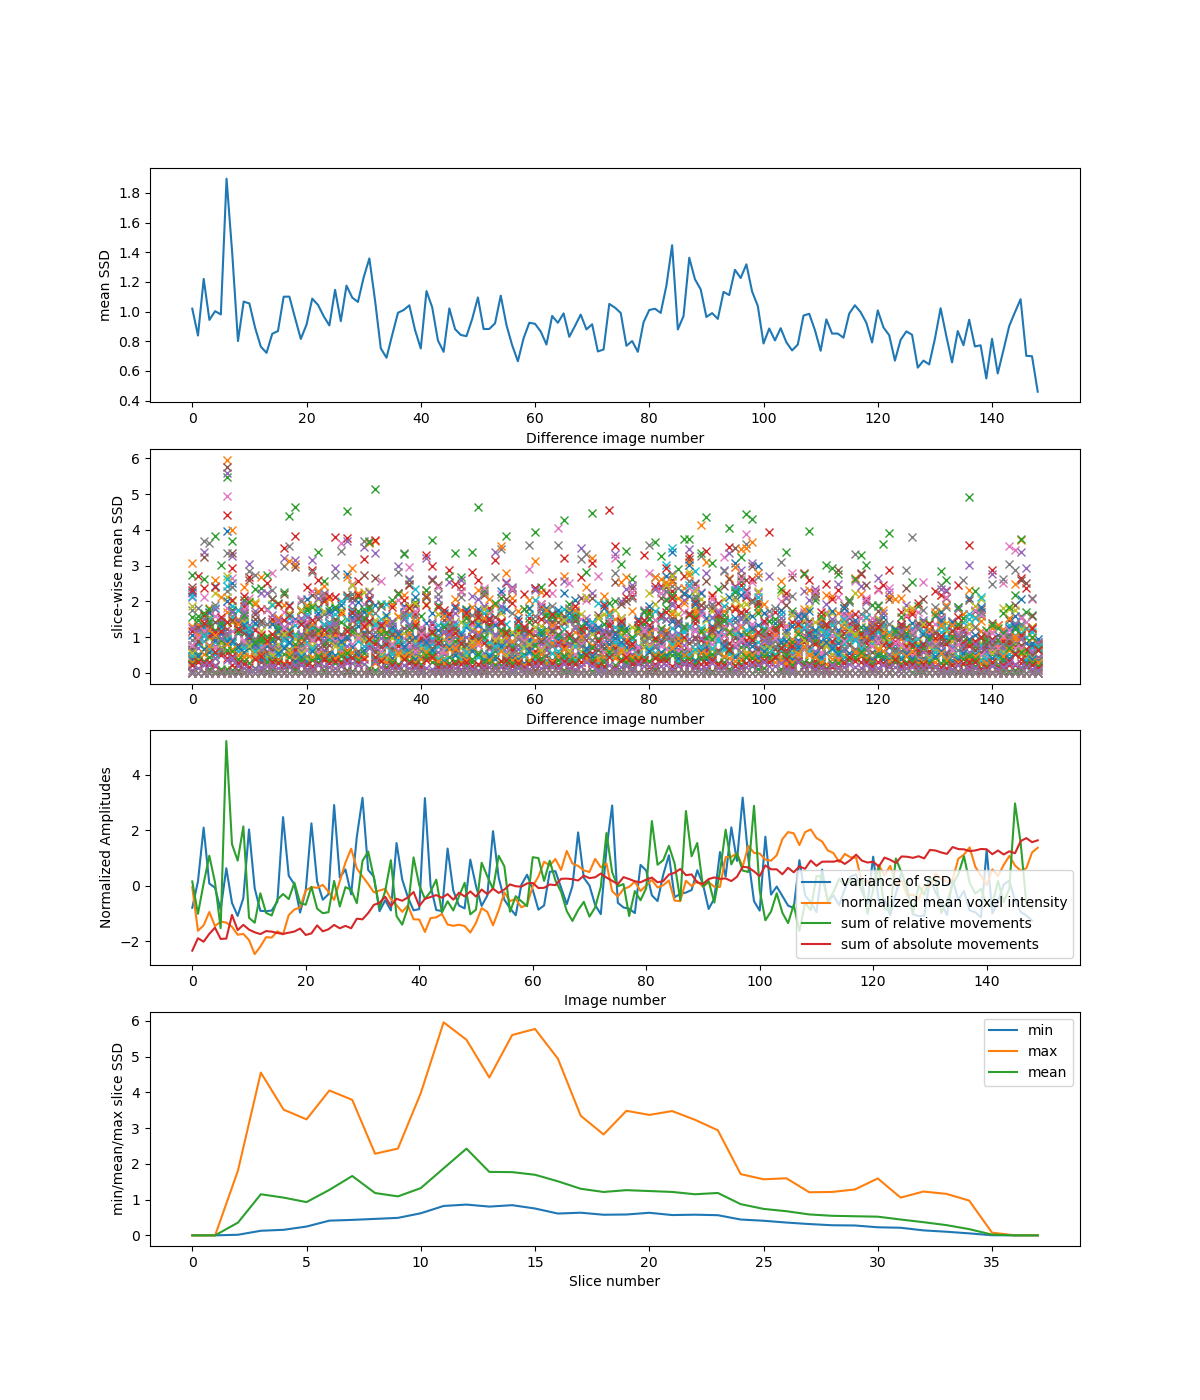 1.8
1.6
1.4
1.2
1.0
0.8
0.6
0.4
mean SSD
0 20 40 60 80 100 120 140
Difference image number
6
5
4
3
2
1
0
slice-wise mean SSD
0 20 40 60 80 100 120 140
Difference image number
4
2
0
−2
Normalized Amplitudes
variance of SSD
normalized mean voxel intensity
sum of relative movements
sum of absolute movements
0 20 40 60 80 100 120 140
Image number
6
5
4
3
2
1
0
min/mean/max slice SSD
min
max
mean
0 5 10 15 20 25 30 35
Slice number